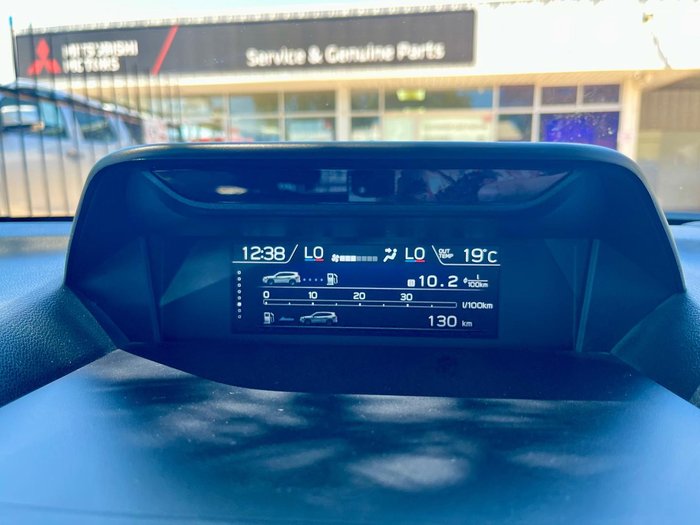 MITSUBISHI
MOTORS
Service & Genuine Parts
12:38 LO LO OUT TEMP 19°C
B 10.2 ¢ l/100km
0 10 20 30 l/100km
130 km